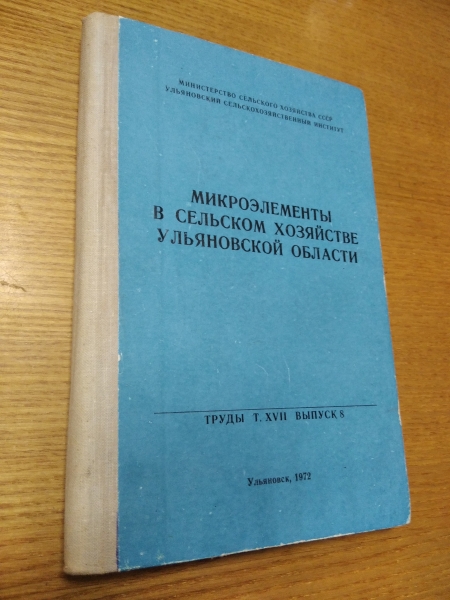 МИНИСТЕРСТВО СЕЛЬСКОГО ХОЗЯЙСТВА СССР
УЛЬЯНОВСКИЙ СЕЛЬСКОХОЗЯЙСТВЕННЫЙ ИНСТИТУТ
МИКРОЭЛЕМЕНТЫ
В СЕЛЬСКОМ ХОЗЯЙСТВЕ
УЛЬЯНОВСКОЙ ОБЛАСТИ
ТРУДЫ Т. XVII ВЫПУСК 8
Ульяновск, 1972